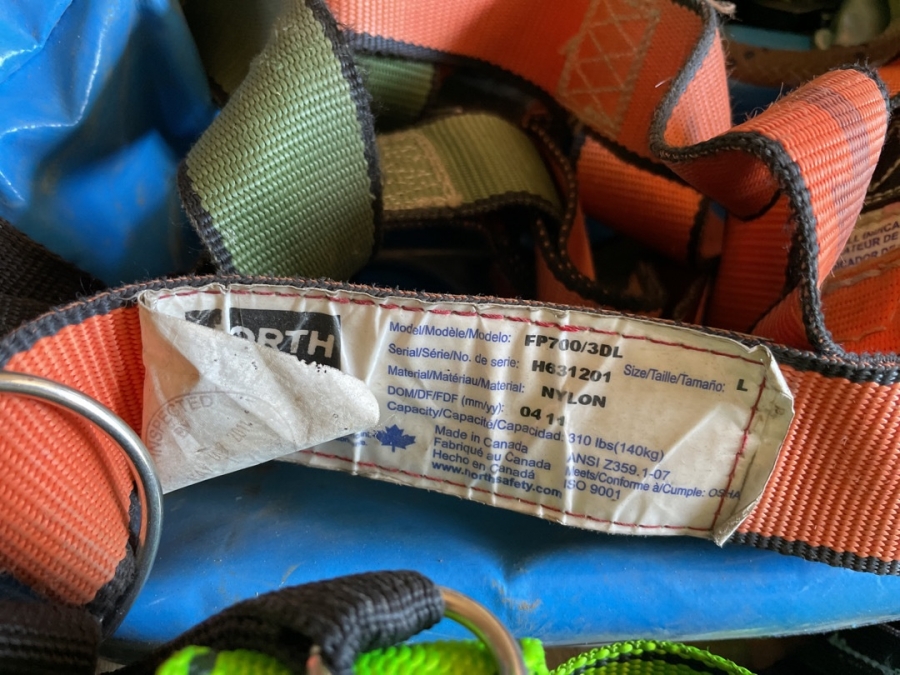 NORTH
INSPECTED
Model/Modèle/Modelo: FP700/3DL
Serial/Série/No. de serie: H631201 Size/Taille/Tamaño: L
Material/Matériau/Material: NYLON
DOM/DF/FDF (mm/yy): 04 11
Capacity/Capacité/Capacidad: 310 lbs(140kg)
Made in Canada ANSI Z359.1-07
Fabriqué au Canada Meets/Conforme à/Cumple: OSHA
Hecho en Canadá ISO 9001
www.northsafety.com